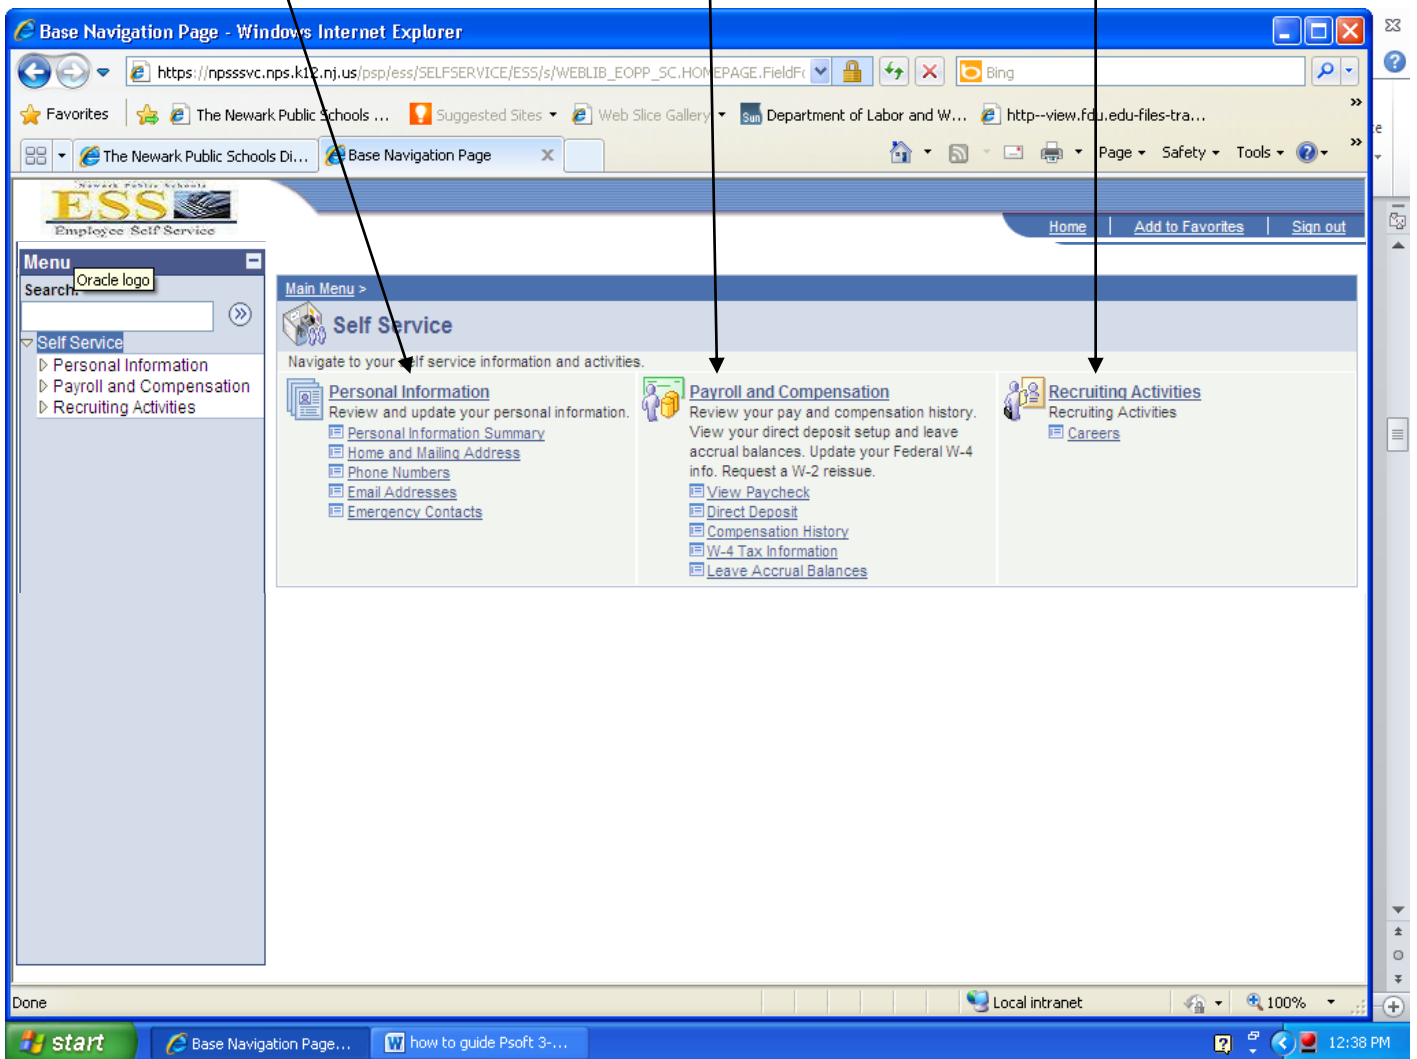 Base Navigation Page - Windows Internet Explorer
https://npsssvc.nps.k12.nj.us/psp/ess/SELFSERVICE/ESS/s/WEBLIB_EOPP_SC.HOMEPAGE.FieldFo
Bing
Favorites
The Newark Public Schools ...
Suggested Sites
Web Slice Gallery
Sun
Department of Labor and W...
http--view.fdu.edu-files-tra...
The Newark Public Schools Di...
Base Navigation Page
X
Page
Safety
Tools
Newark Public Schools
ESS
Employee Self Service
Home
Add to Favorites
Sign out
Menu
Oracle logo
Search:
Self Service
Personal Information
Payroll and Compensation
Recruiting Activities
Main Menu >
Self Service
Navigate to your self service information and activities.
Personal Information
Review and update your personal information.
Personal Information Summary
Home and Mailing Address
Phone Numbers
Email Addresses
Emergency Contacts
Payroll and Compensation
Review your pay and compensation history.
View your direct deposit setup and leave
accrual balances. Update your Federal W-4
info. Request a W-2 reissue.
View Paycheck
Direct Deposit
Compensation History
W-4 Tax Information
Leave Accrual Balances
Recruiting Activities
Recruiting Activities
Careers
Done
Local intranet
100%
start
Base Navigation Page...
how to guide Psoft 3-...
12:38 PM